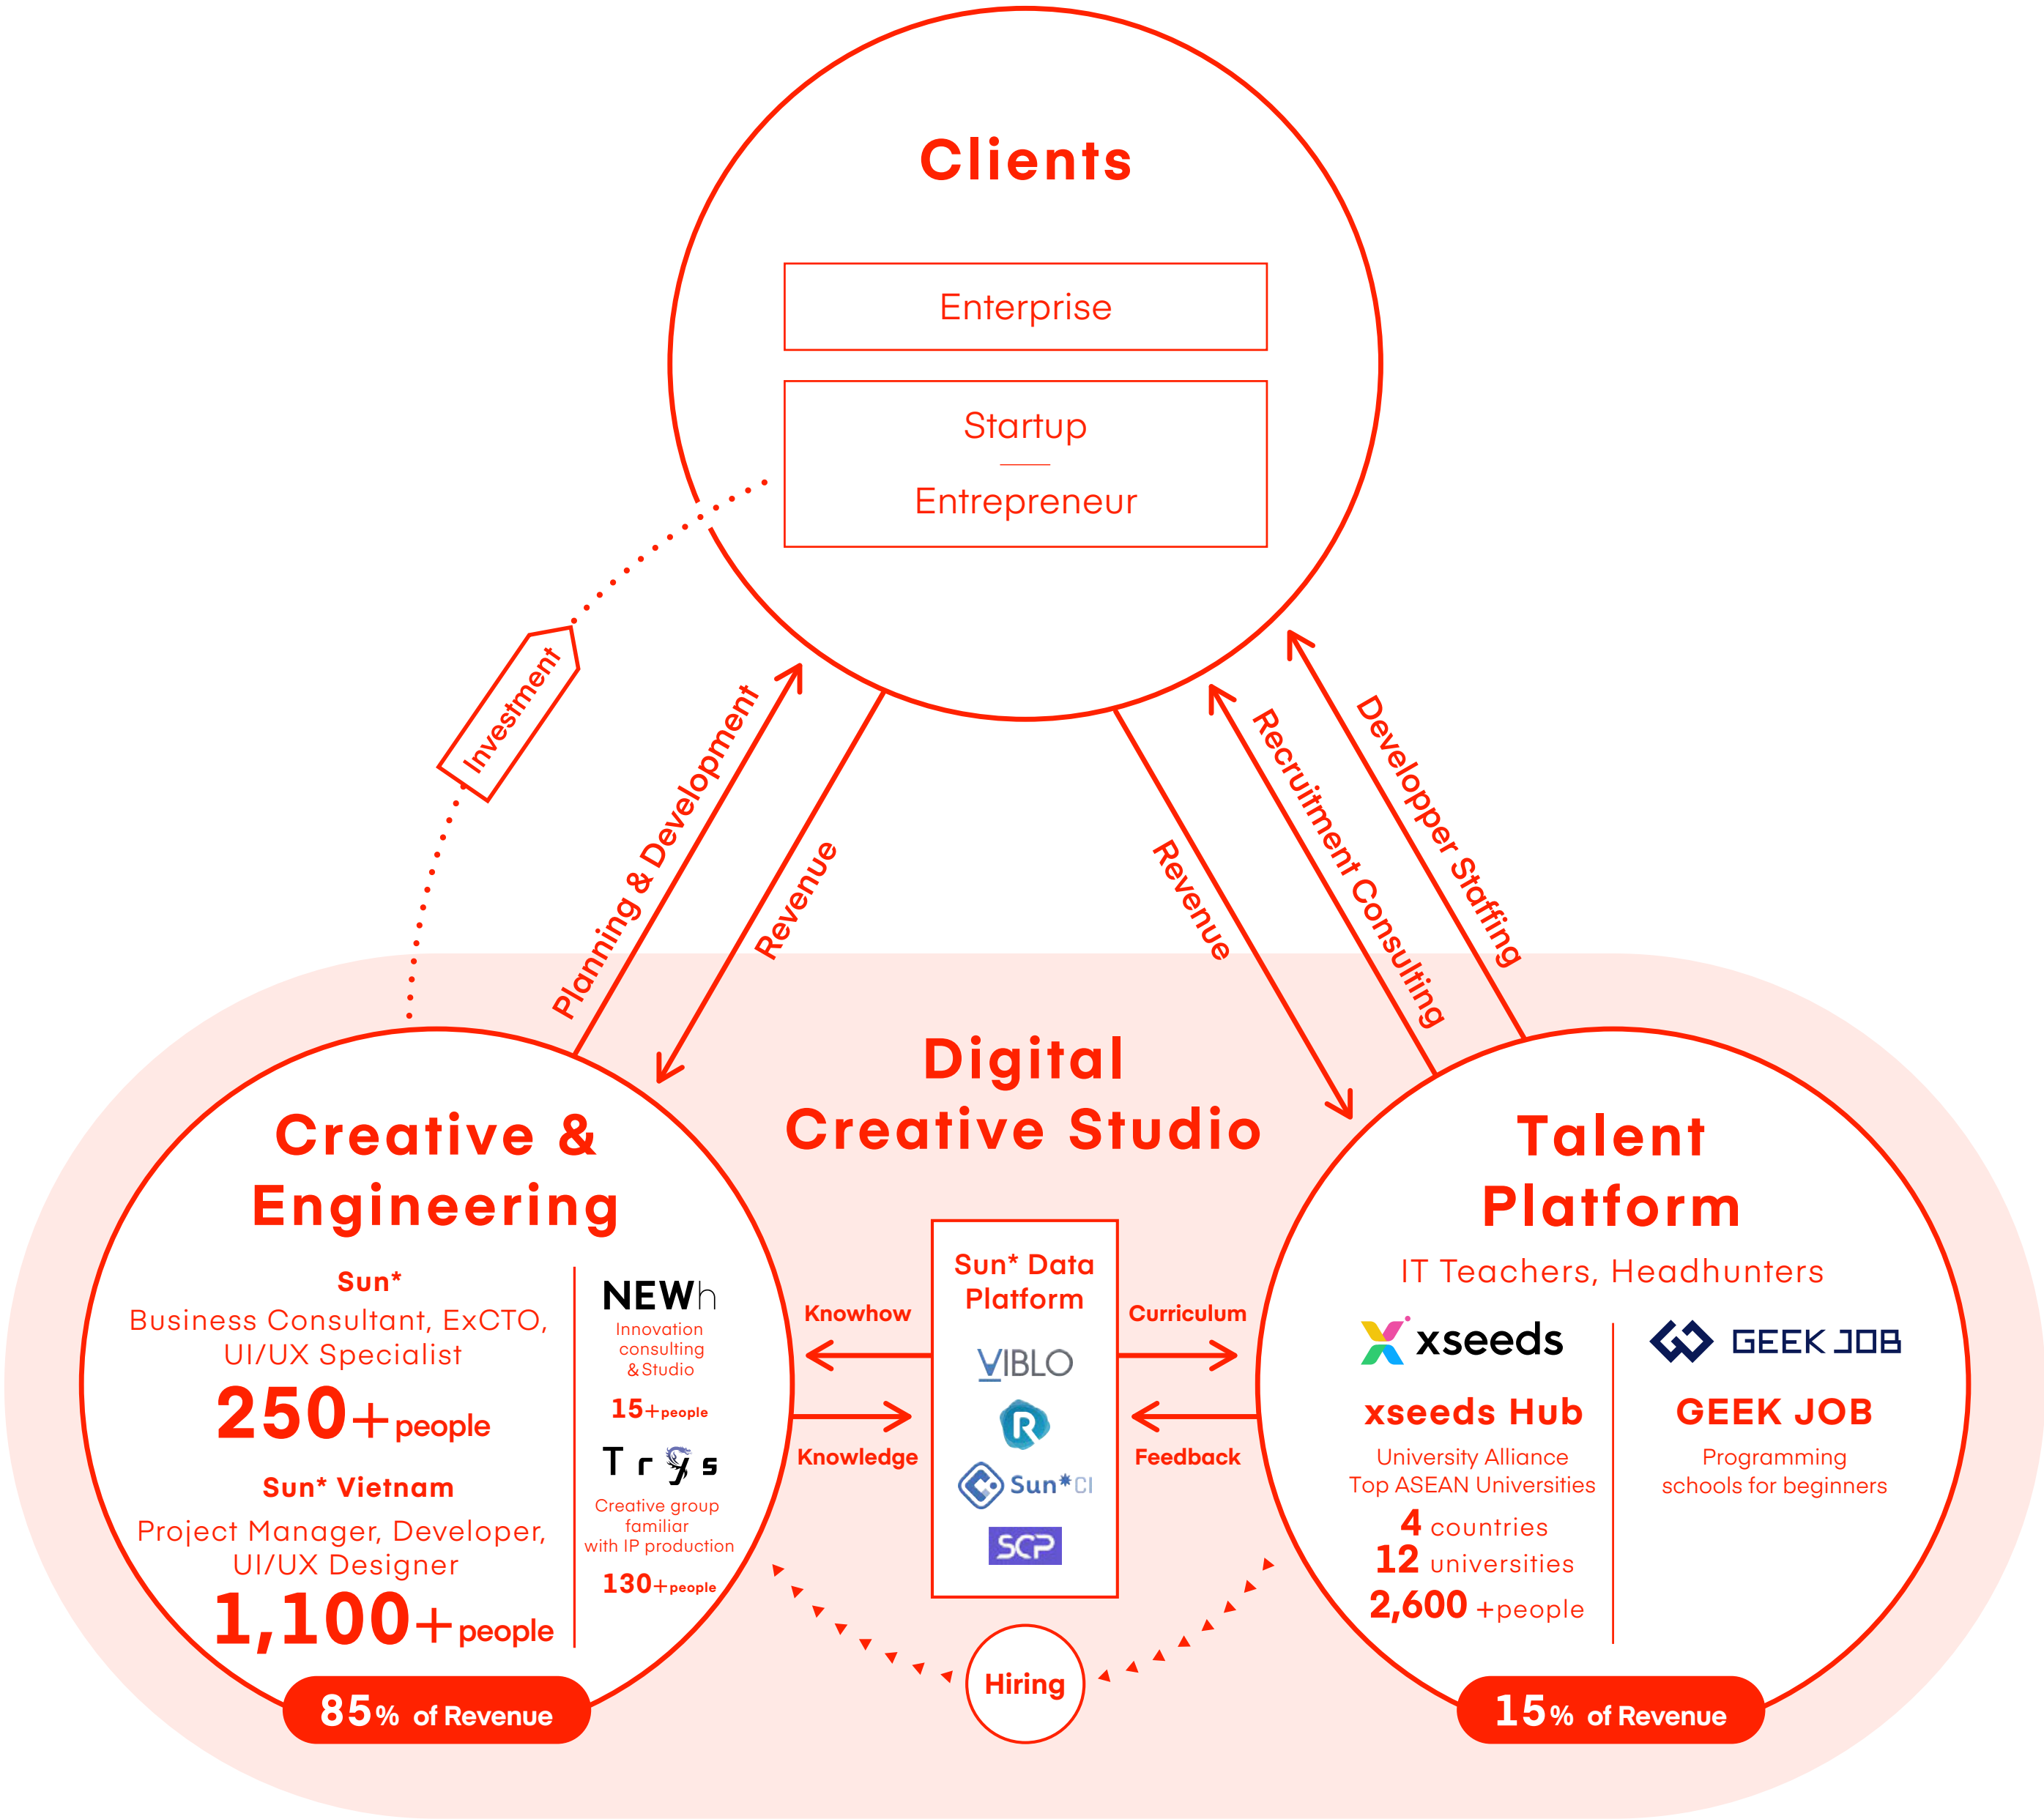 Clients
Enterprise
Startup
Entrepreneur
Investment
Planning & Development
Revenue
Revenue
Recruitment Consulting
Developper Staffing
Digital
Creative Studio
Creative &
Engineering
Sun*
Business Consultant, ExCTO,
UI/UX Specialist
250+people
Sun* Vietnam
Project Manager, Developer,
UI/UX Designer
1,100+people
NEWh
Innovation
consulting
&Studio
15+people
Trys
Creative group
familiar
with IP production
130+people
85% of Revenue
Knowhow
Knowledge
Sun* Data
Platform
VIBLO
R
Sun*CI
SCP
Curriculum
Feedback
Hiring
Talent
Platform
IT Teachers, Headhunters
xseeds
xseeds Hub
University Alliance
Top ASEAN Universities
4 countries
12 universities
2,600 +people
GEEK JOB
GEEK JOB
Programming
schools for beginners
15% of Revenue